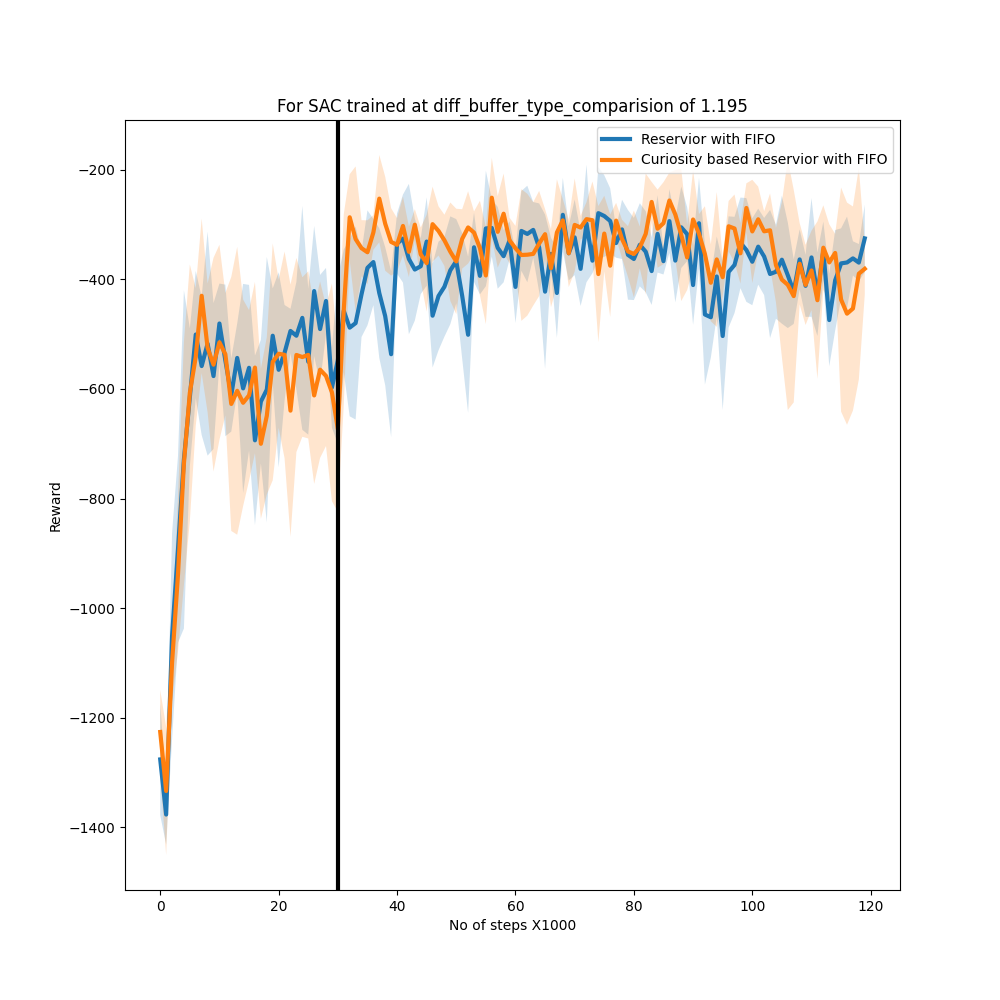 For SAC trained at diff_buffer_type_comparision of 1.195
Reservior with FIFO
Curiosity based Reservior with FIFO
Reward
−200
−400
−600
−800
−1000
−1200
−1400
0 20 40 60 80 100 120
No of steps X1000